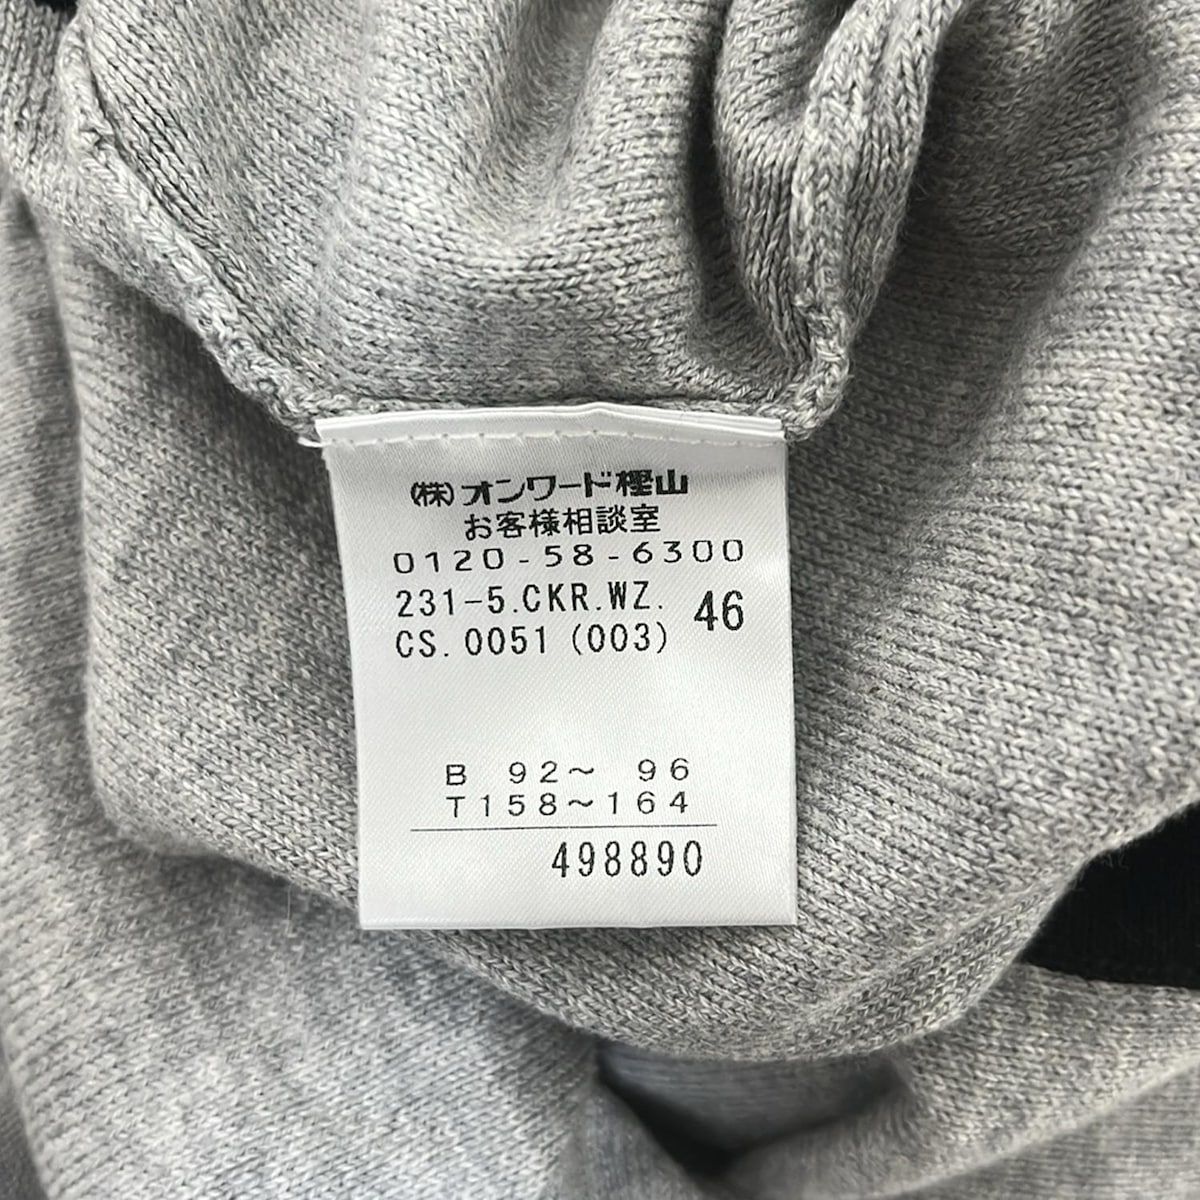 (株)オンワード樫山
お客様相談室
0120-58-6300
231-5.CKR.WZ. 46
CS.0051(003)
B 92～ 96
T158～164
498890